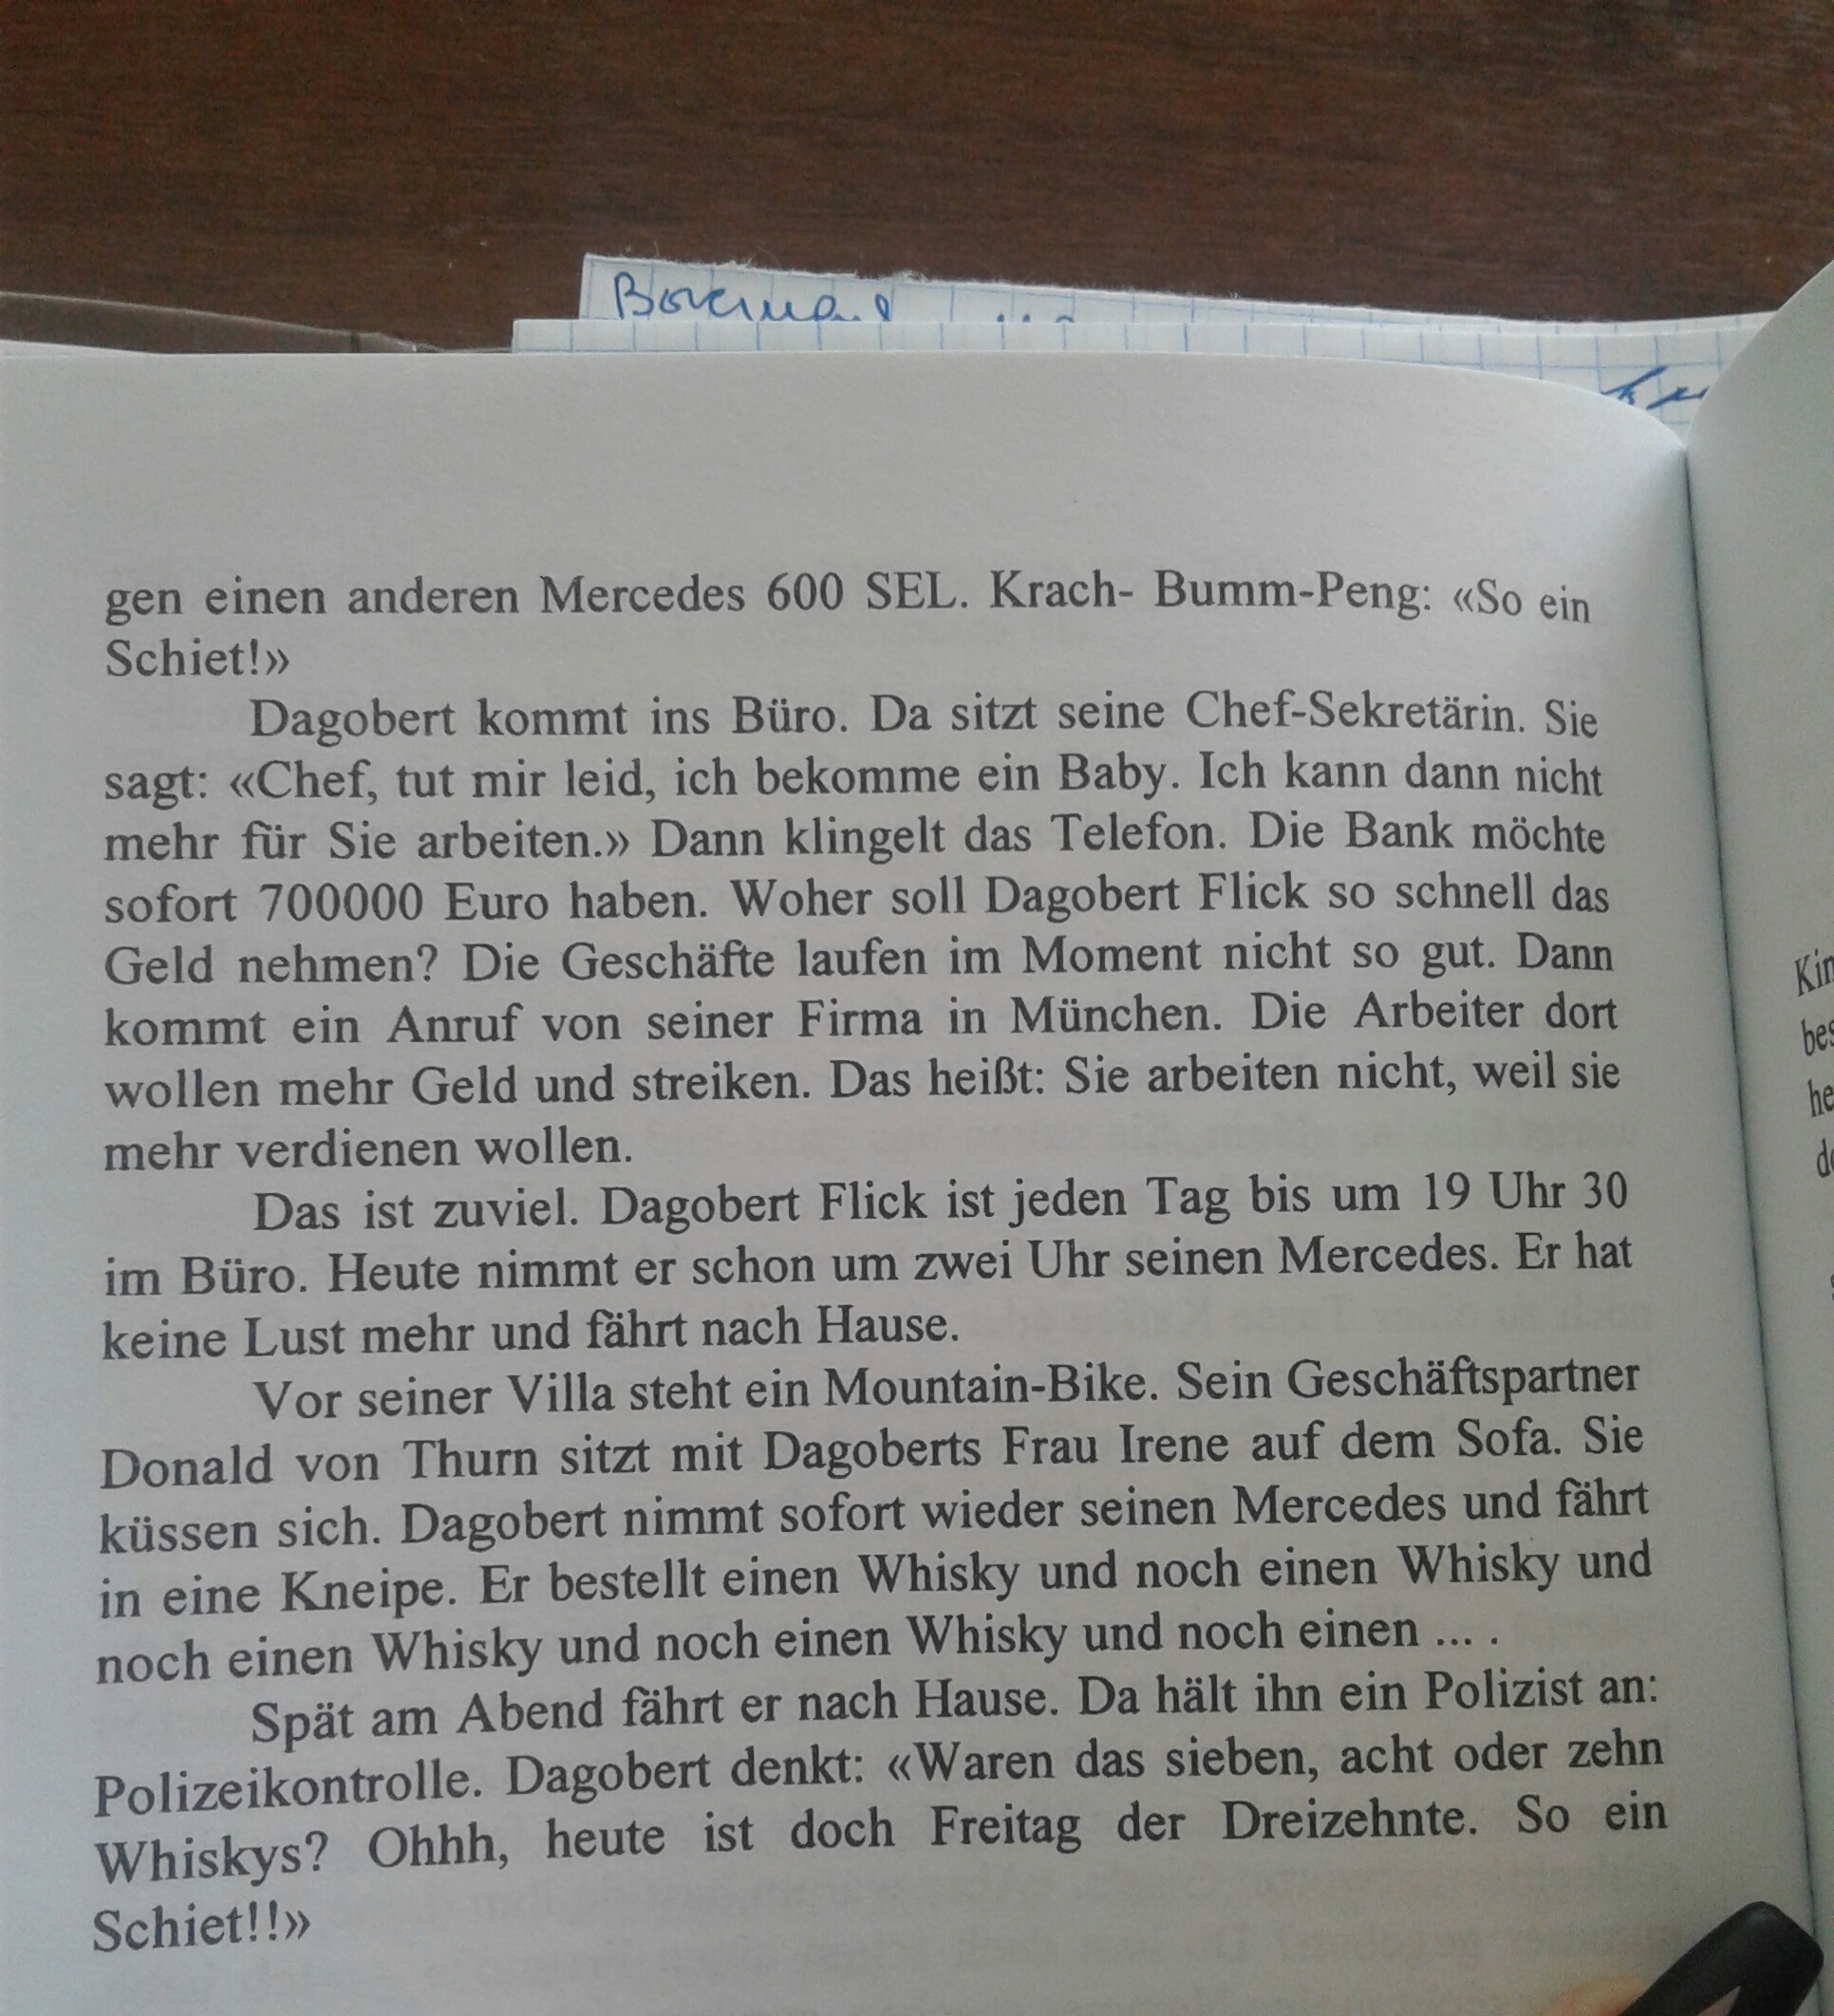 gen einen anderen Mercedes 600 SEL. Krach- Bumm-Peng: «So ein
Schiet!»
Dagobert kommt ins Büro. Da sitzt seine Chef-Sekretärin. Sie
sagt: «Chef, tut mir leid, ich bekomme ein Baby. Ich kann dann nicht
mehr für Sie arbeiten.» Dann klingelt das Telefon. Die Bank möchte
sofort 700000 Euro haben. Woher soll Dagobert Flick so schnell das
Geld nehmen? Die Geschäfte laufen im Moment nicht so gut. Dann
kommt ein Anruf von seiner Firma in München. Die Arbeiter dort
wollen mehr Geld und streiken. Das heißt: Sie arbeiten nicht, weil sie
mehr verdienen wollen.
Das ist zuviel. Dagobert Flick ist jeden Tag bis um 19 Uhr 30
im Büro. Heute nimmt er schon um zwei Uhr seinen Mercedes. Er hat
keine Lust mehr und fährt nach Hause.
Vor seiner Villa steht ein Mountain-Bike. Sein Geschäftspartner
Donald von Thurn sitzt mit Dagoberts Frau Irene auf dem Sofa. Sie
küssen sich. Dagobert nimmt sofort wieder seinen Mercedes und fährt
in eine Kneipe. Er bestellt einen Whisky und noch einen Whisky und
noch einen Whisky und noch einen Whisky und noch einen ... .
Spät am Abend fährt er nach Hause. Da hält ihn ein Polizist an:
Polizeikontrolle. Dagobert denkt: «Waren das sieben, acht oder zehn
Whiskys? Ohhh, heute ist doch Freitag der Dreizehnte. So ein
Schiet!!»